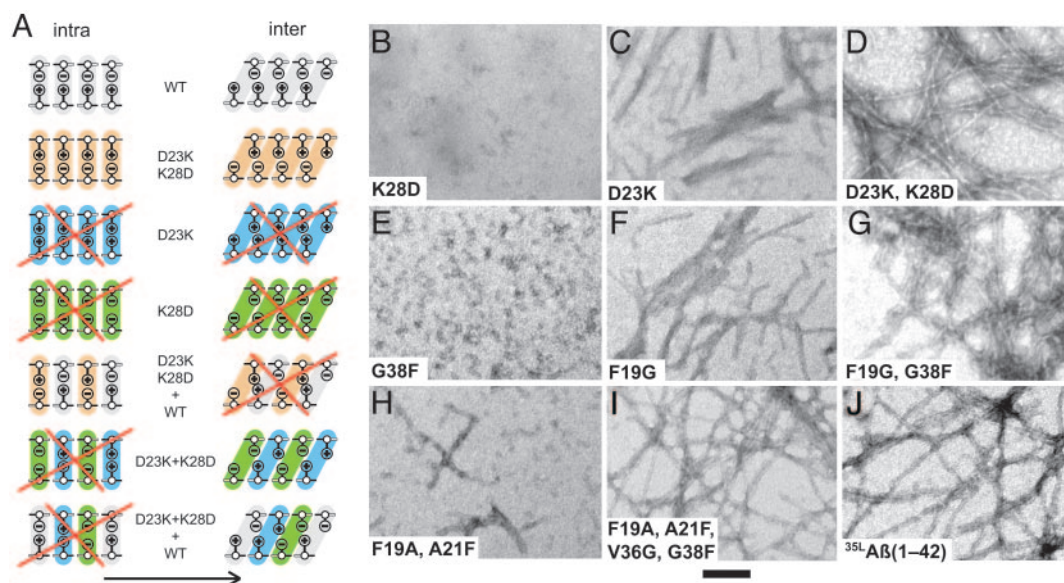 A
intra
inter
WT
D23K
K28D
D23K
K28D
D23K
K28D
+
WT
D23K+K28D
D23K+K28D
+
WT
B
K28D
C
D23K
D
D23K, K28D
E
G38F
F
F19G
G
F19G, G38F
H
F19A, A21F
I
F19A, A21F,
V36G, G38F
J
35LAß(1–42)